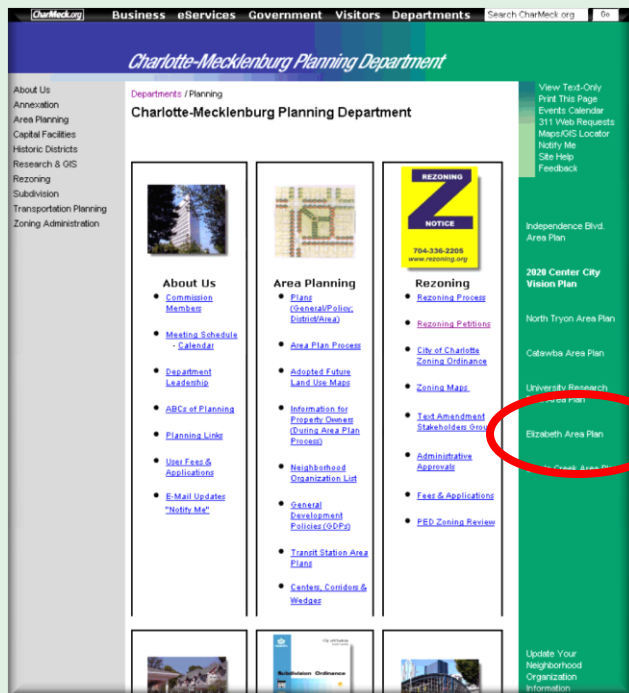 CharMeck.org Business eServices Government Visitors Departments Search CharMeck.org Go
Charlotte-Mecklenburg Planning Department
About Us
Annexation
Area Planning
Capital Facilities
Historic Districts
Research & GIS
Rezoning
Subdivision
Transportation Planning
Zoning Administration
Departments / Planning
Charlotte-Mecklenburg Planning Department
About Us
Commission
Members
Meeting Schedule
- Calendar
Department
Leadership
ABCs of Planning
Planning Links
User Fees &
Applications
E-Mail Updates
"Notify Me"
Area Planning
Plans
(General/Policy;
District/Area)
Area Plan Process
Adopted Future
Land Use Maps
Information for
Property Owners
(During Area Plan
Process)
Neighborhood
Organization List
General
Development
Policies (GDPs)
Transit Station Area
Plans
Centers, Corridors &
Wedges
REZONING
Z
NOTICE
704-336-2205
www.rezoning.org
Rezoning
Rezoning Process
Rezoning Petitions
City of Charlotte
Zoning Ordinance
Zoning Maps
Text Amendment
Stakeholders Group
Administrative
Approvals
Fees & Applications
PED Zoning Review
View Text-Only
Print This Page
Events Calendar
311 Web Requests
Maps/GIS Locator
Notify Me
Site Help
Feedback
Independence Blvd.
Area Plan
2020 Center City
Vision Plan
North Tryon Area Plan
Catawba Area Plan
University Research
Area Plan
Elizabeth Area Plan
Creek Area
Subdivision Ordinance
Update Your
Neighborhood
Organization
Information